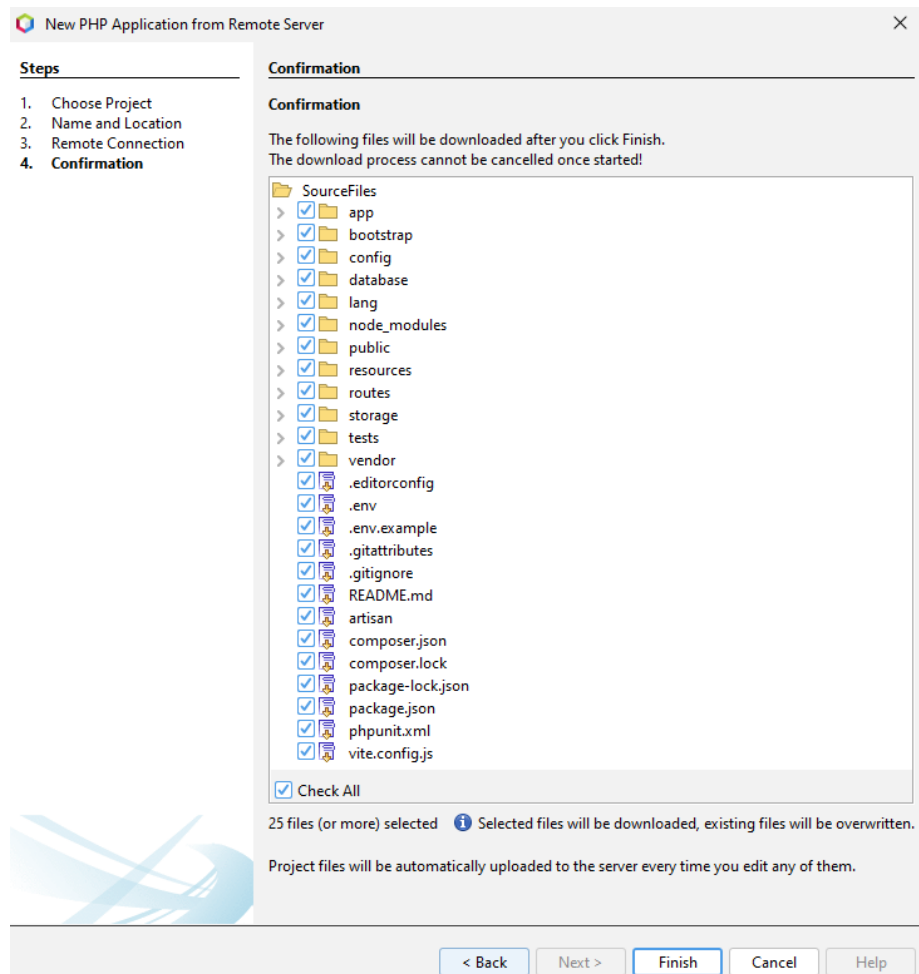 New PHP Application from Remote Server
Steps
1. Choose Project
2. Name and Location
3. Remote Connection
4. Confirmation
Confirmation
Confirmation
The following files will be downloaded after you click Finish.
The download process cannot be cancelled once started!
SourceFiles
app
bootstrap
config
database
lang
node_modules
public
resources
routes
storage
tests
vendor
.editorconfig
.env
.env.example
.gitattributes
.gitignore
README.md
artisan
composer.json
composer.lock
package-lock.json
package.json
phpunit.xml
vite.config.js
Check All
25 files (or more) selected Selected files will be downloaded, existing files will be overwritten.
Project files will be automatically uploaded to the server every time you edit any of them.
< Back Next > Finish Cancel Help